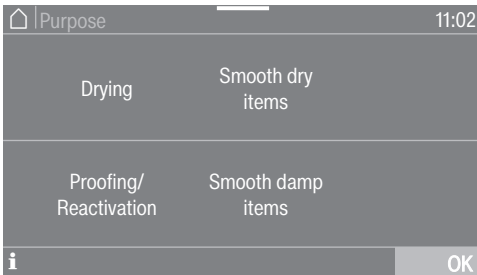 Purpose 11:02
Drying
Smooth dry
items
Proofing/
Reactivation
Smooth damp
items
i OK